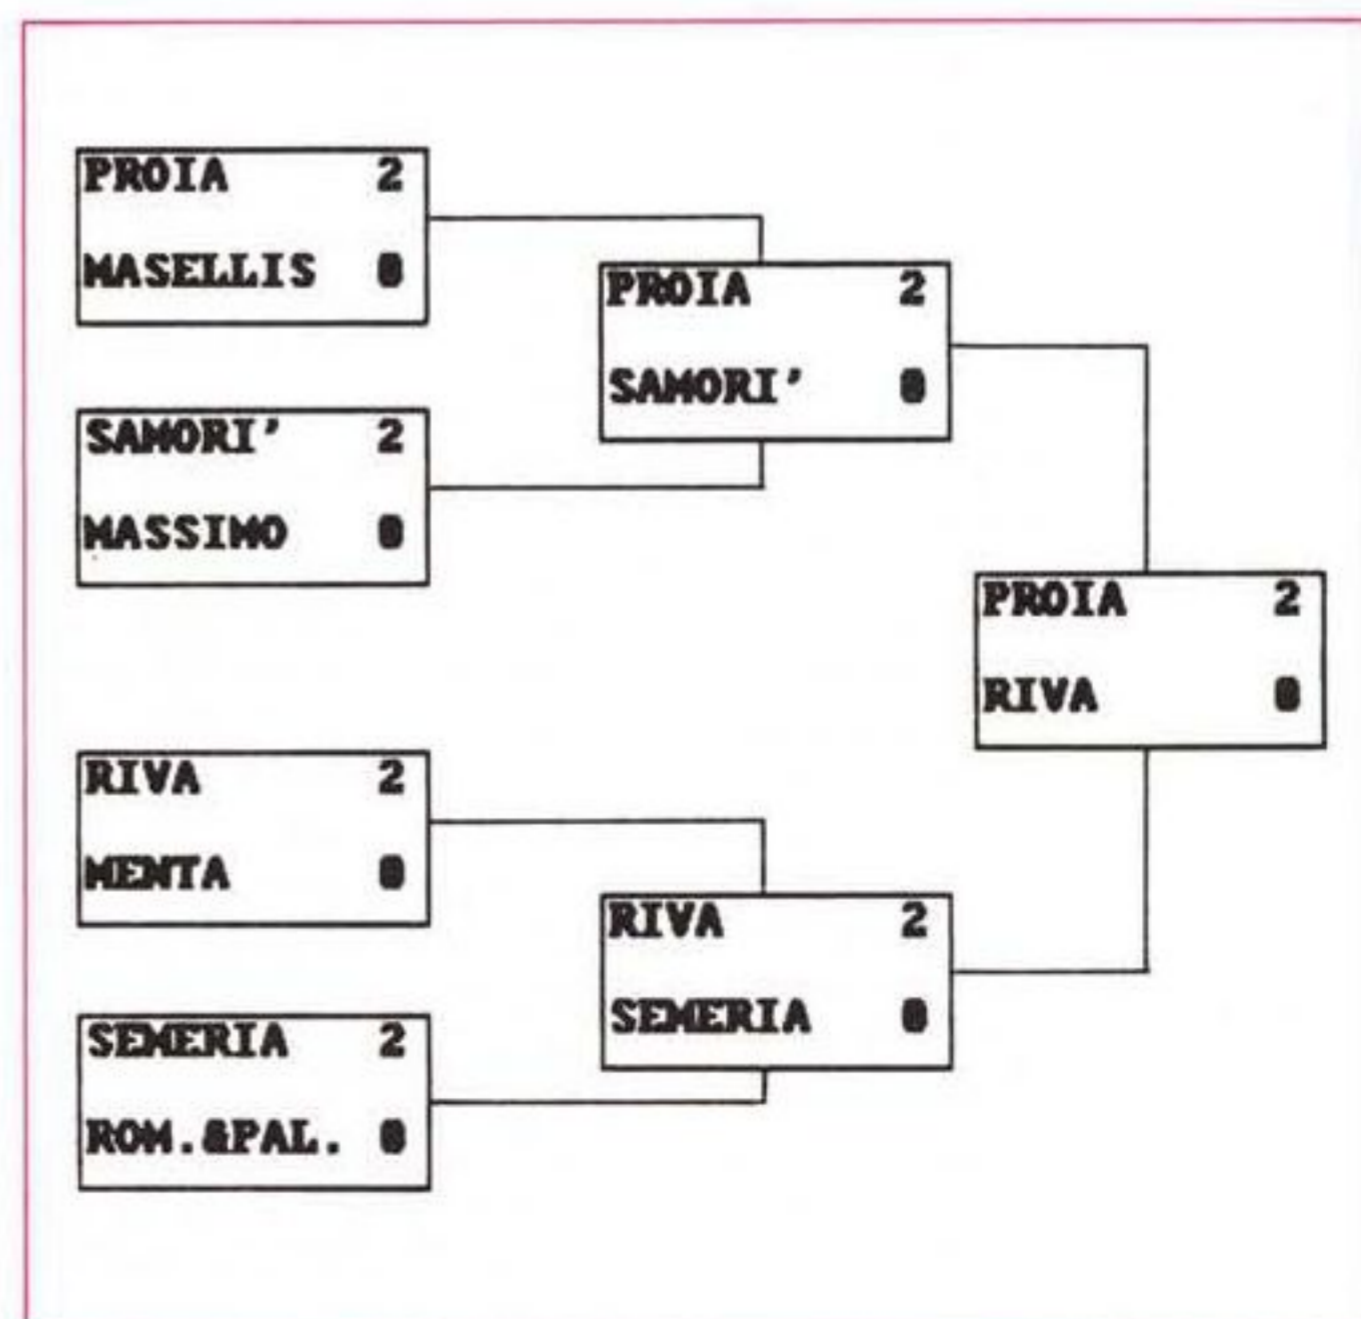 PROIA 2
MASELLIS 0
SAMORI' 2
MASSIMO 0
PROIA 2
SAMORI' 0
PROIA 2
RIVA 0
RIVA 2
MENTA 0
SEMERIA 2
ROM.&PAL. 0
RIVA 2
SEMERIA 0